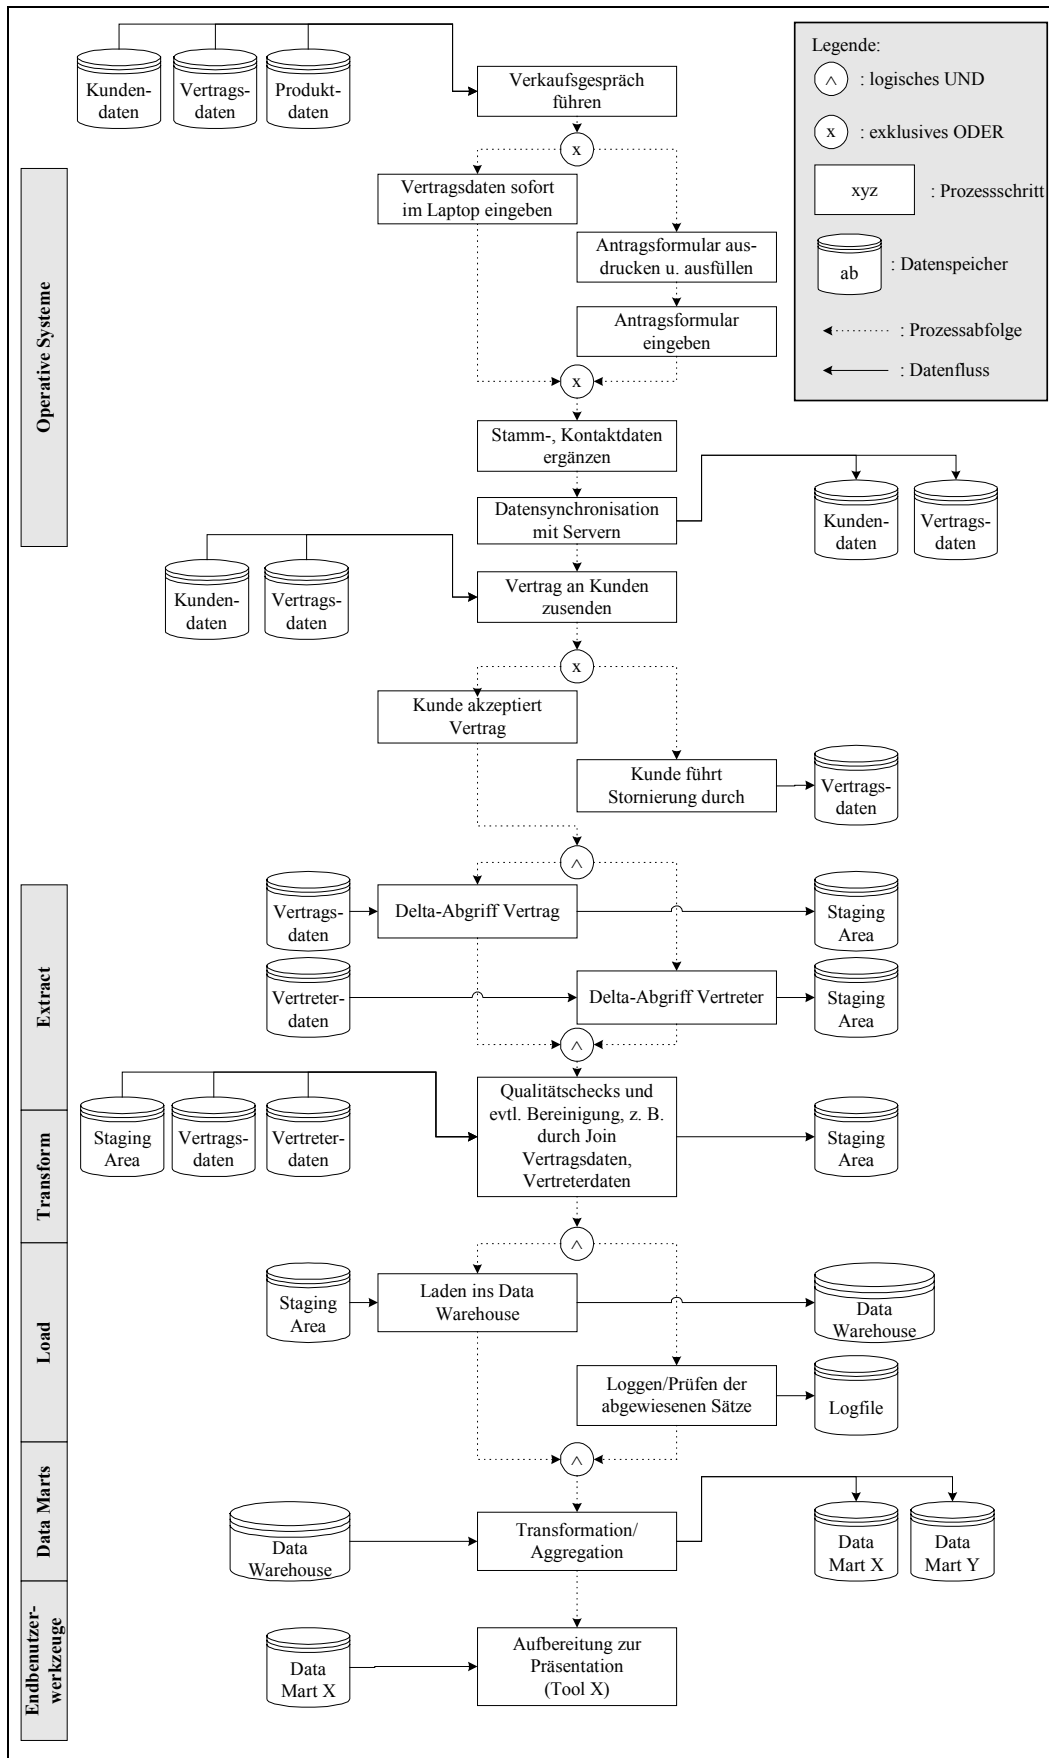 Legende:
^ : logisches UND
x : exklusives ODER
xyz : Prozessschritt
ab : Datenspeicher
: Prozessabfolge
: Datenfluss
Kunden-
daten
Vertrags-
daten
Produkt-
daten
Verkaufsgespräch
führen
x
Operative Systeme
Vertragsdaten sofort
im Laptop eingeben
Antragsformular aus-
drucken u. ausfüllen
Antragsformular
eingeben
x
Stamm-, Kontaktdaten
ergänzen
Datensynchronisation
mit Servern
Kunden-
daten
Vertrags-
daten
Kunden-
daten
Vertrags-
daten
Vertrag an Kunden
zusenden
x
Kunde akzeptiert
Vertrag
Kunde führt
Stornierung durch
Vertrags-
daten
^
Extract
Vertrags-
daten
Delta-Abgriff Vertrag
Staging
Area
Vertreter-
daten
Delta-Abgriff Vertreter
Staging
Area
^
Transform
Staging
Area
Vertrags-
daten
Vertreter-
daten
Qualitätschecks und
evtl. Bereinigung, z. B.
durch Join
Vertragsdaten,
Vertreterdaten
Staging
Area
^
Load
Staging
Area
Laden ins Data
Warehouse
Data
Warehouse
Loggen/Prüfen der
abgewiesenen Sätze
Logfile
^
Data Marts
Data
Warehouse
Transformation/
Aggregation
Data
Mart X
Data
Mart Y
Endbenutzer-
werkzeuge
Data
Mart X
Aufbereitung zur
Präsentation
(Tool X)